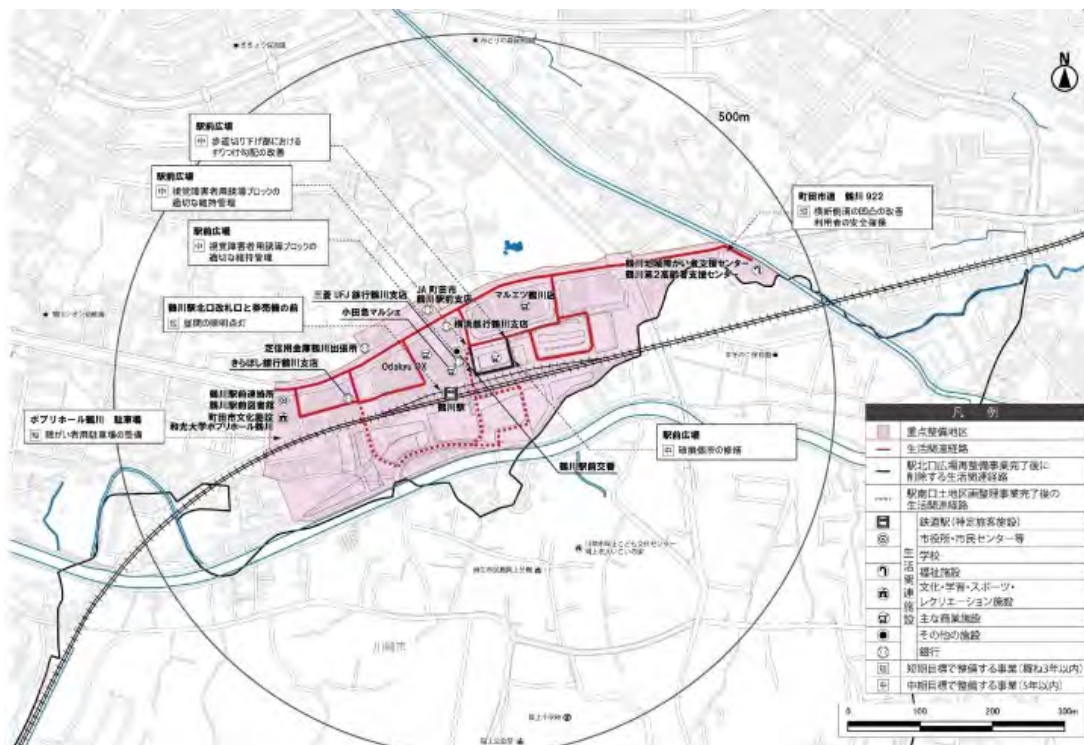 N
500m
駅前広場
中 歩道切り下げ部における
すりつけ勾配の改善
駅前広場
中 視覚障害者用誘導ブロックの
適切な維持管理
駅前広場
中 視覚障害者用誘導ブロックの
適切な維持管理
町田市道 鶴川922
短 横断側溝の凹凸の改善
利用者の安全確保
鶴川地域障がい者支援センター
鶴川第2高齢者支援センター
JA町田市
鶴川駅前支店
三菱UFJ銀行鶴川支店
小田急マルシェ
マルエツ鶴川店
横浜銀行鶴川支店
鶴川駅北口改札口と券売機の前
短 昼間の照明点灯
芝信用金庫鶴川出張所
きらぼし銀行鶴川支店
Odakyu OX
鶴川駅
鶴川駅前連絡所
鶴川駅前図書館
町田市文化施設
和光大学ポプリホール鶴川
ポプリホール鶴川 駐車場
短 障がい者用駐車場の整備
駅前広場
中 破損個所の修繕
鶴川駅前交番
川崎市
凡例
重点整備地区
生活関連経路
駅北口広場再整備事業完了後に
削除する生活関連経路
駅南口土地区画整理事業完了後の
生活関連経路
生活関連施設
鉄道駅(特定旅客施設)
市役所・市民センター等
学校
福祉施設
文化・学習・スポーツ・
レクリエーション施設
主な商業施設
その他の施設
銀行
短 短期目標で整備する事業(概ね3年以内)
中 中期目標で整備する事業(5年以内)
0 100 200 300m